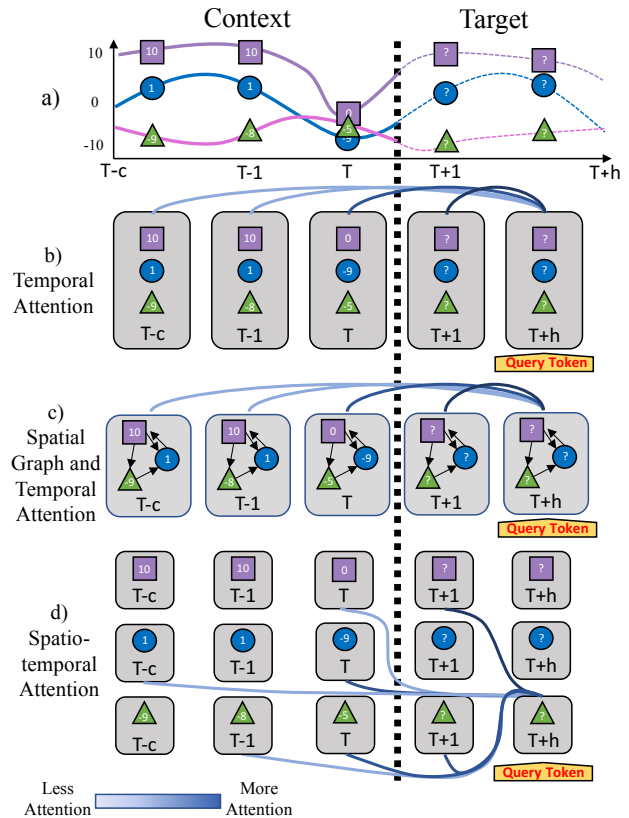 Context Target
10
0
-10
a)
10 10 0 ? ?
1 1 -9 ? ?
-9 -8 -5 ? ?
T-c T-1 T T+1 T+h
b)
Temporal
Attention
10 10 0 ? ?
1 1 -9 ? ?
-9 -8 -5 ? ?
T-c T-1 T T+1 T+h
Query Token
c)
Spatial
Graph and
Temporal
Attention
10 10 0 ? ?
1 1 -9 ? ?
-9 -8 -5 ? ?
T-c T-1 T T+1 T+h
Query Token
d)
Spatio-
temporal
Attention
10 10 0 ? ?
T-c T-1 T T+1 T+h
1 1 -9 ? ?
T-c T-1 T T+1 T+h
-9 -8 -5 ? ?
T-c T-1 T T+1 T+h
Query Token
Less
Attention
More
Attention